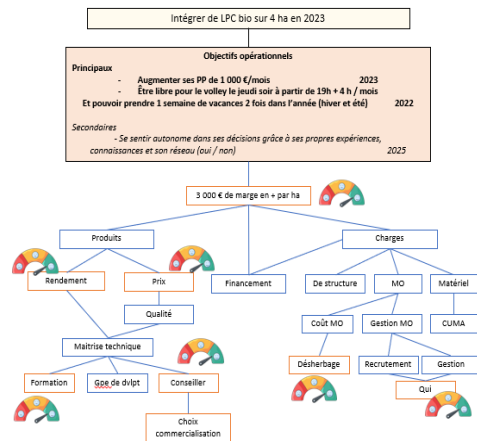 Intégrer de LPC bio sur 4 ha en 2023
Objectifs opérationnels
Principaux
- Augmenter ses PP de 1 000 €/mois 2023
- Être libre pour le volley le jeudi soir à partir de 19h + 4 h / mois
Et pouvoir prendre 1 semaine de vacances 2 fois dans l'année (hiver et été) 2022
Secondaires
- Se sentir autonome dans ses décisions grâce à ses propres expériences,
connaissances et son réseau (oui / non) 2025
3 000 € de marge en + par ha
Produits
Charges
Rendement
Prix
Financement
De structure
MO
Matériel
Qualité
Coût MO
Gestion MO
CUMA
Maitrise technique
Désherbage
Recrutement
Gestion
Formation
Gpe de dvlpt
Conseiller
Qui
Choix
commercialisation